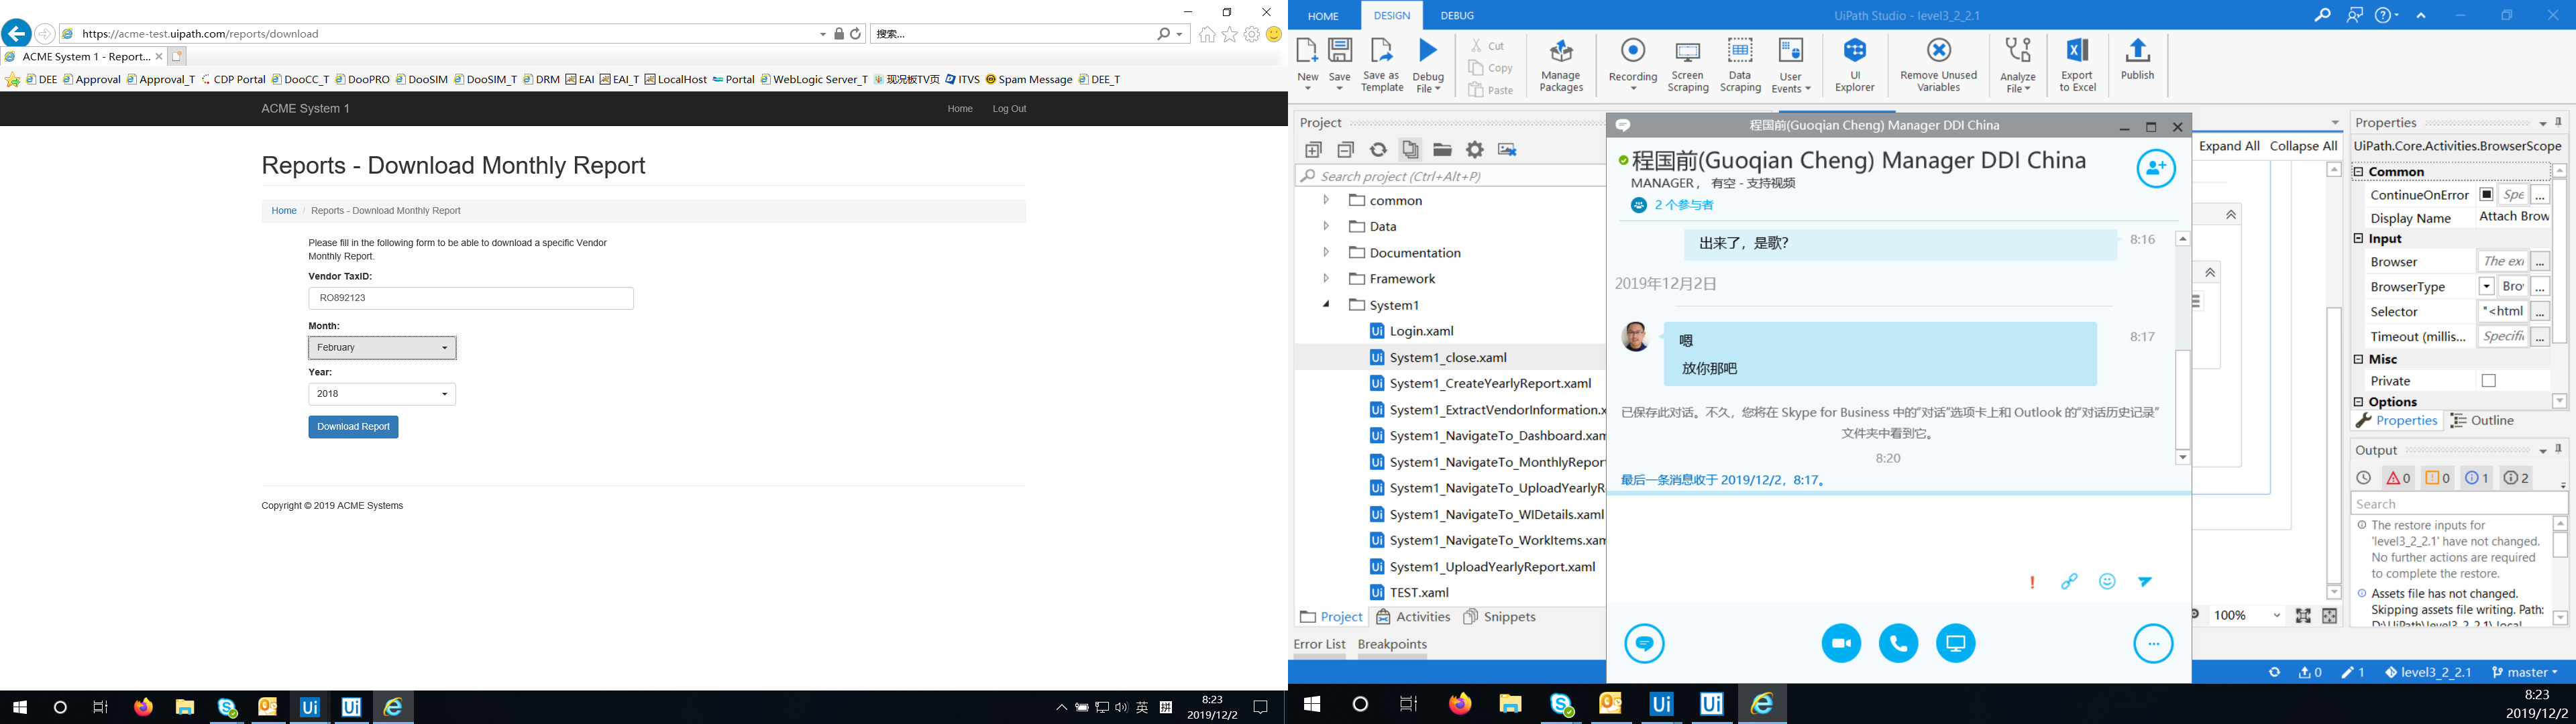 https://acme-test.uipath.com/reports/download
搜索...
ACME System 1 - Report...
DEE Approval Approval_T CDP Portal DooCC_T DooPRO DooSIM DooSIM_T DRM EAI EAI_T LocalHost Portal WebLogic Server_T 现况板TV页 ITVS Spam Message DEE_T
ACME System 1 Home Log Out
Reports - Download Monthly Report
Home / Reports - Download Monthly Report
Please fill in the following form to be able to download a specific Vendor
Monthly Report.
Vendor TaxID:
RO892123
Month:
February
Year:
2018
Download Report
Copyright © 2019 ACME Systems
英 拼
8:23
2019/12/2
HOME DESIGN DEBUG
UiPath Studio - level3_2_2.1
New
Save
Save as
Template
Debug
File
Cut
Copy
Paste
Manage
Packages
Recording
Screen
Scraping
Data
Scraping
User
Events
UI
Explorer
Remove Unused
Variables
Analyze
File
Export
to Excel
Publish
Project
Search project (Ctrl+Alt+P)
common
Data
Documentation
Framework
System1
Login.xaml
System1_close.xaml
System1_CreateYearlyReport.xaml
System1_ExtractVendorInformation.x
System1_NavigateTo_Dashboard.xam
System1_NavigateTo_MonthlyReport
System1_NavigateTo_UploadYearlyR
System1_NavigateTo_WIDetails.xaml
System1_NavigateTo_WorkItems.xam
System1_UploadYearlyReport.xaml
TEST.xaml
Project Activities Snippets
Error List Breakpoints
程国前(Guoqian Cheng) Manager DDI China
程国前(Guoqian Cheng) Manager DDI China
MANAGER， 有空 - 支持视频
2 个参与者
出来了，是歌?
8:16
2019年12月2日
嗯
8:17
放你那吧
已保存此对话。不久，您将在 Skype for Business 中的“对话”选项卡上和 Outlook 的“对话历史记录”
文件夹中看到它。
8:20
最后一条消息收于 2019/12/2，8:17。
Expand All Collapse All
100%
Properties
UiPath.Core.Activities.BrowserScope
Common
ContinueOnError Spe ...
Display Name Attach Brow
Input
Browser The ex ...
BrowserType Bro ...
Selector "<html ...
Timeout (millis... Specifi ...
Misc
Private
Options
Properties Outline
Output
0 0 1 2
Search
The restore inputs for
'level3_2_2.1' have not changed.
No further actions are required
to complete the restore.
Assets file has not changed.
Skipping assets file writing. Path:
D:\UiPath\level3_2_2.1\.local
0 1 level3_2_2.1 master
8:23
2019/12/2